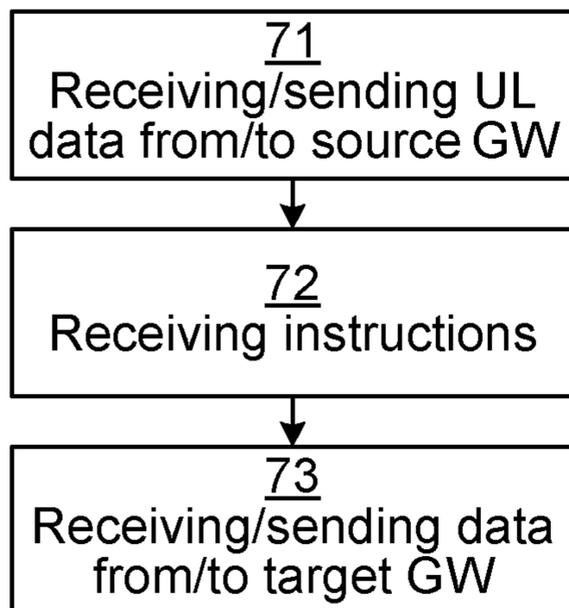 71
Receiving/sending UL
data from/to source GW
72
Receiving instructions
73
Receiving/sending data
from/to target GW